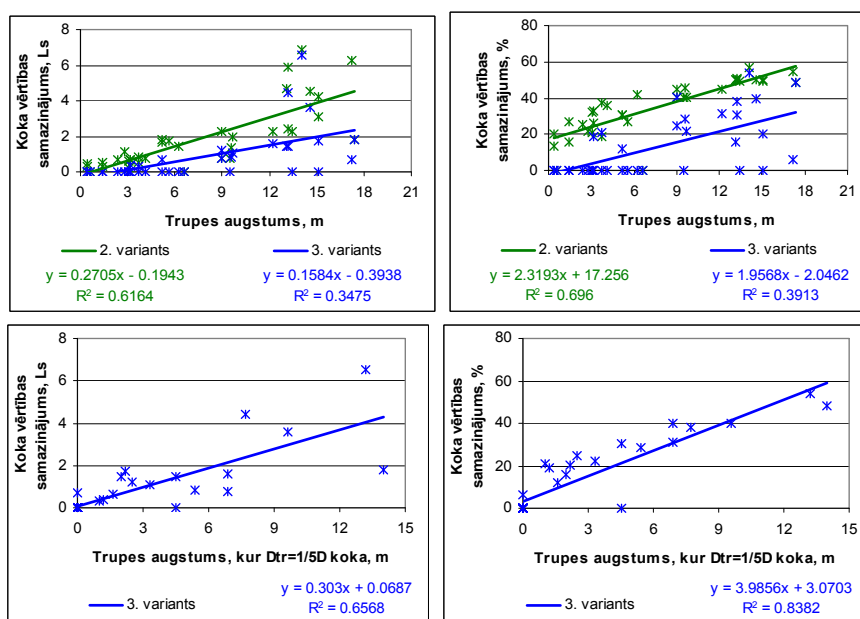 Koka vērtības
samazinājums, Ls
8
6
4
2
0
0 3 6 9 12 15 18 21
Trupes augstums, m
2. variants 3. variants
y = 0.2705x - 0.1943 y = 0.1584x - 0.3938
R² = 0.6164 R² = 0.3475
Koka vērtības
samazinājums, %
80
60
40
20
0
0 3 6 9 12 15 18 21
Trupes augstums, m
2. variants 3. variants
y = 2.3193x + 17.256 y = 1.9568x - 2.0462
R² = 0.696 R² = 0.3913
Koka vērtības
samazinājums, Ls
8
6
4
2
0
0 3 6 9 12 15
Trupes augstums, kur Dtr=1/5D koka, m
3. variants
y = 0.303x + 0.0687
R² = 0.6568
Koka vērtības
samazinājums, %
80
60
40
20
0
0 3 6 9 12 15
Trupes augstums, kur Dtr=1/5D koka, m
3. variants
y = 3.9856x + 3.0703
R² = 0.8382